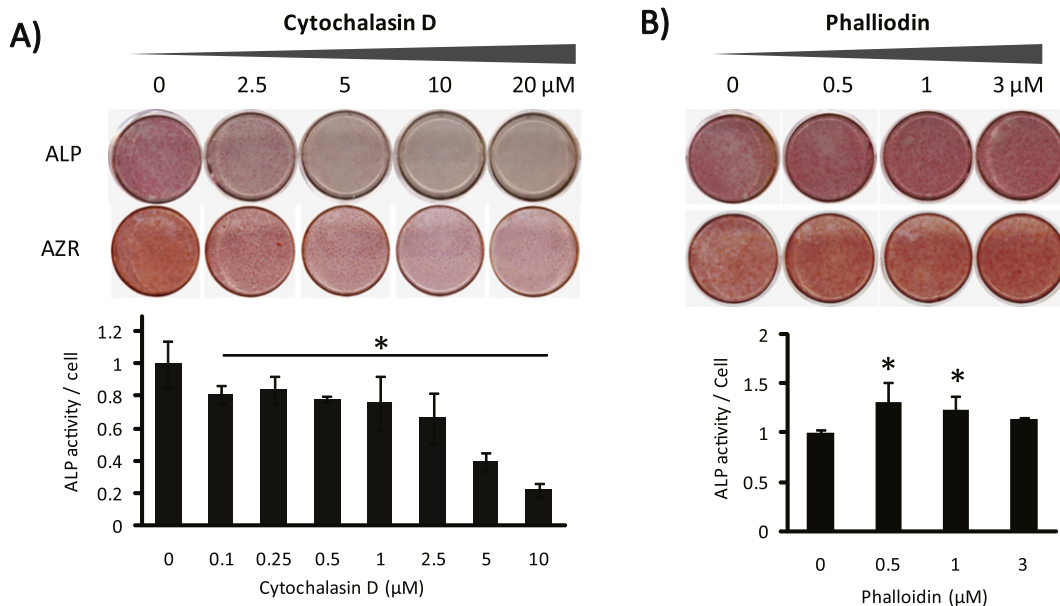 A)
Cytochalasin D
0 2.5 5 10 20 μM
ALP
AZR
ALP activity / cell
1.2
1
0.8
0.6
0.4
0.2
0
*
0 0.1 0.25 0.5 1 2.5 5 10
Cytochalasin D (μM)
B)
Phalliodin
0 0.5 1 3 μM
ALP activity / Cell
2
1.5
1
0.5
0
* *
0 0.5 1 3
Phalloidin (μM)